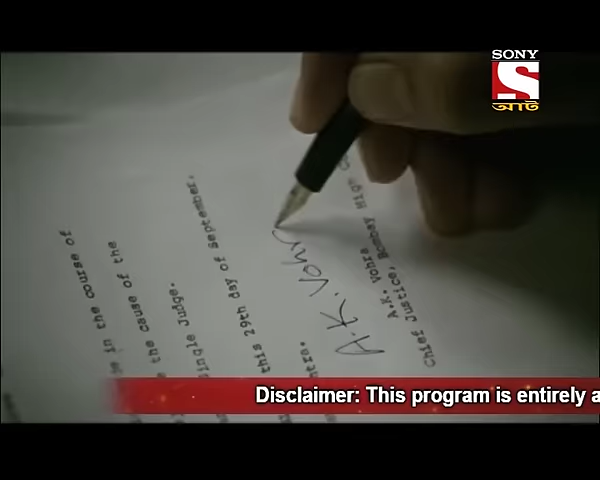 SONY
S
আট
in the course of
the cause of the
Single Judge.
this 29th day of September,
A.K. Vohr
A.K. Vohra
Chief Justice, Bombay High
Disclaimer: This program is entirely a